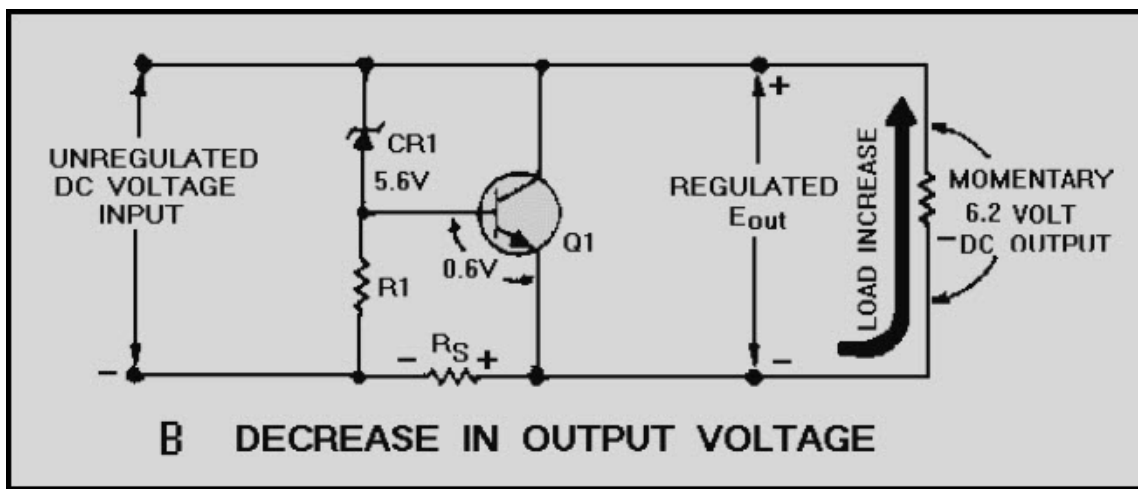 UNREGULATED
DC VOLTAGE
INPUT
-
CR1
5.6V
R1
0.6V
Q1
- RS +
+
REGULATED
Eout
-
LOAD INCREASE
MOMENTARY
6.2 VOLT
DC OUTPUT
B DECREASE IN OUTPUT VOLTAGE